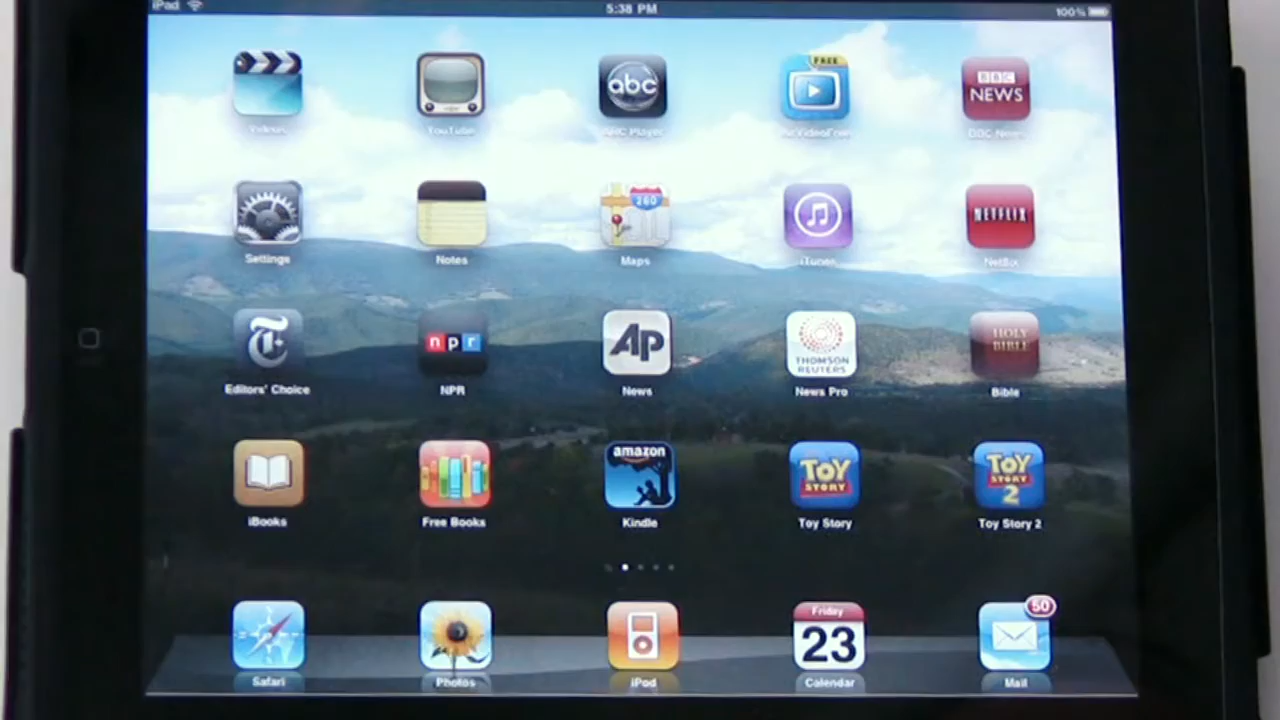 iPad 5:38 PM 100%
FREE
abc BBC
NEWS
Videos YouTube ABC Player AirVideoFree BBC News
280 NETFLIX
Settings Notes Maps iTunes Netflix
T npr AP THOMSON REUTERS HOLY BIBLE
Editors' Choice NPR News News Pro Bible
amazon TOY STORY TOY STORY 2
iBooks Free Books Kindle Toy Story Toy Story 2
Friday 50
23
Safari Photos iPod Calendar Mail